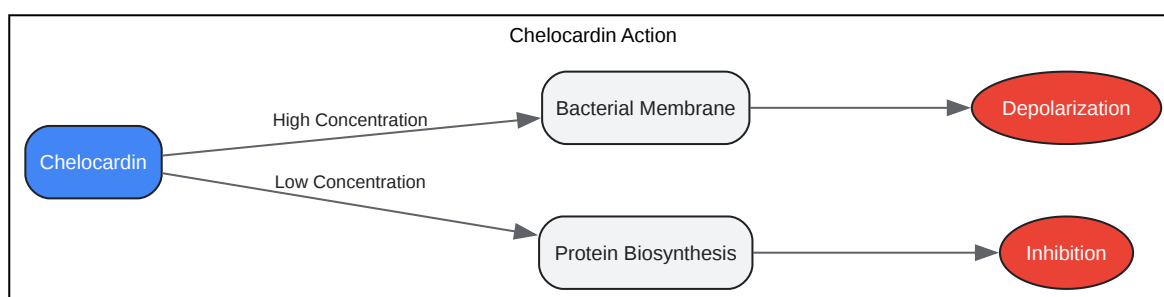 Chelocardin Action
High Concentration
Bacterial Membrane
Depolarization
Chelocardin
Low Concentration
Protein Biosynthesis
Inhibition